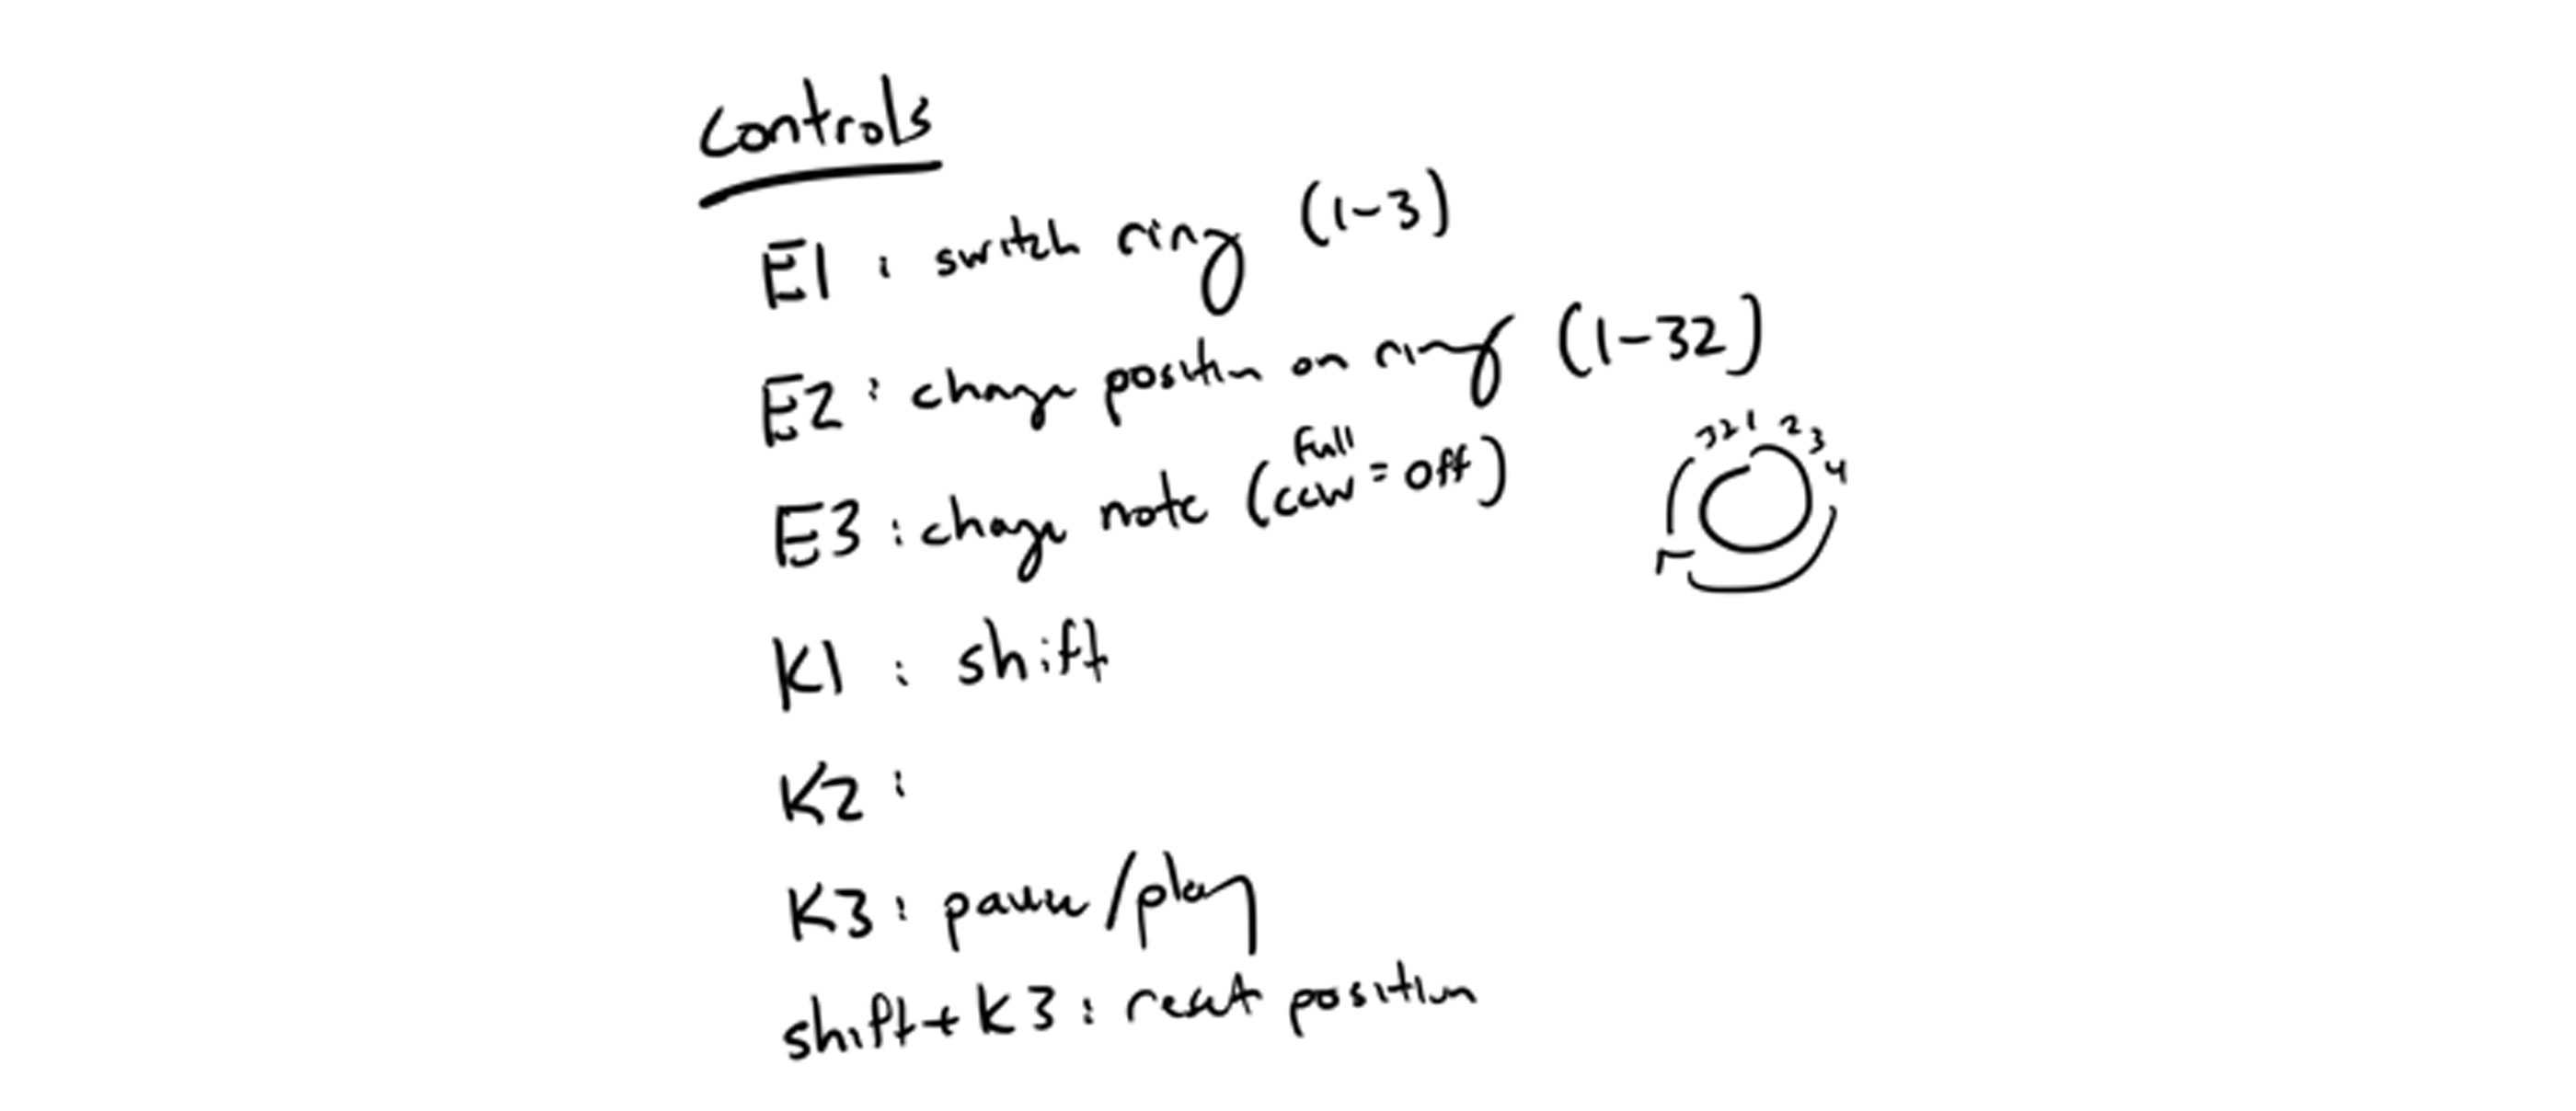 controls
E1 : switch ring (1-3)
E2 : change position on ring (1-32)
32 1 2 3 4
E3 : change note (full ccw = off)
K1 : shift
K2 :
K3 : pause/play
shift + K3 : reset position